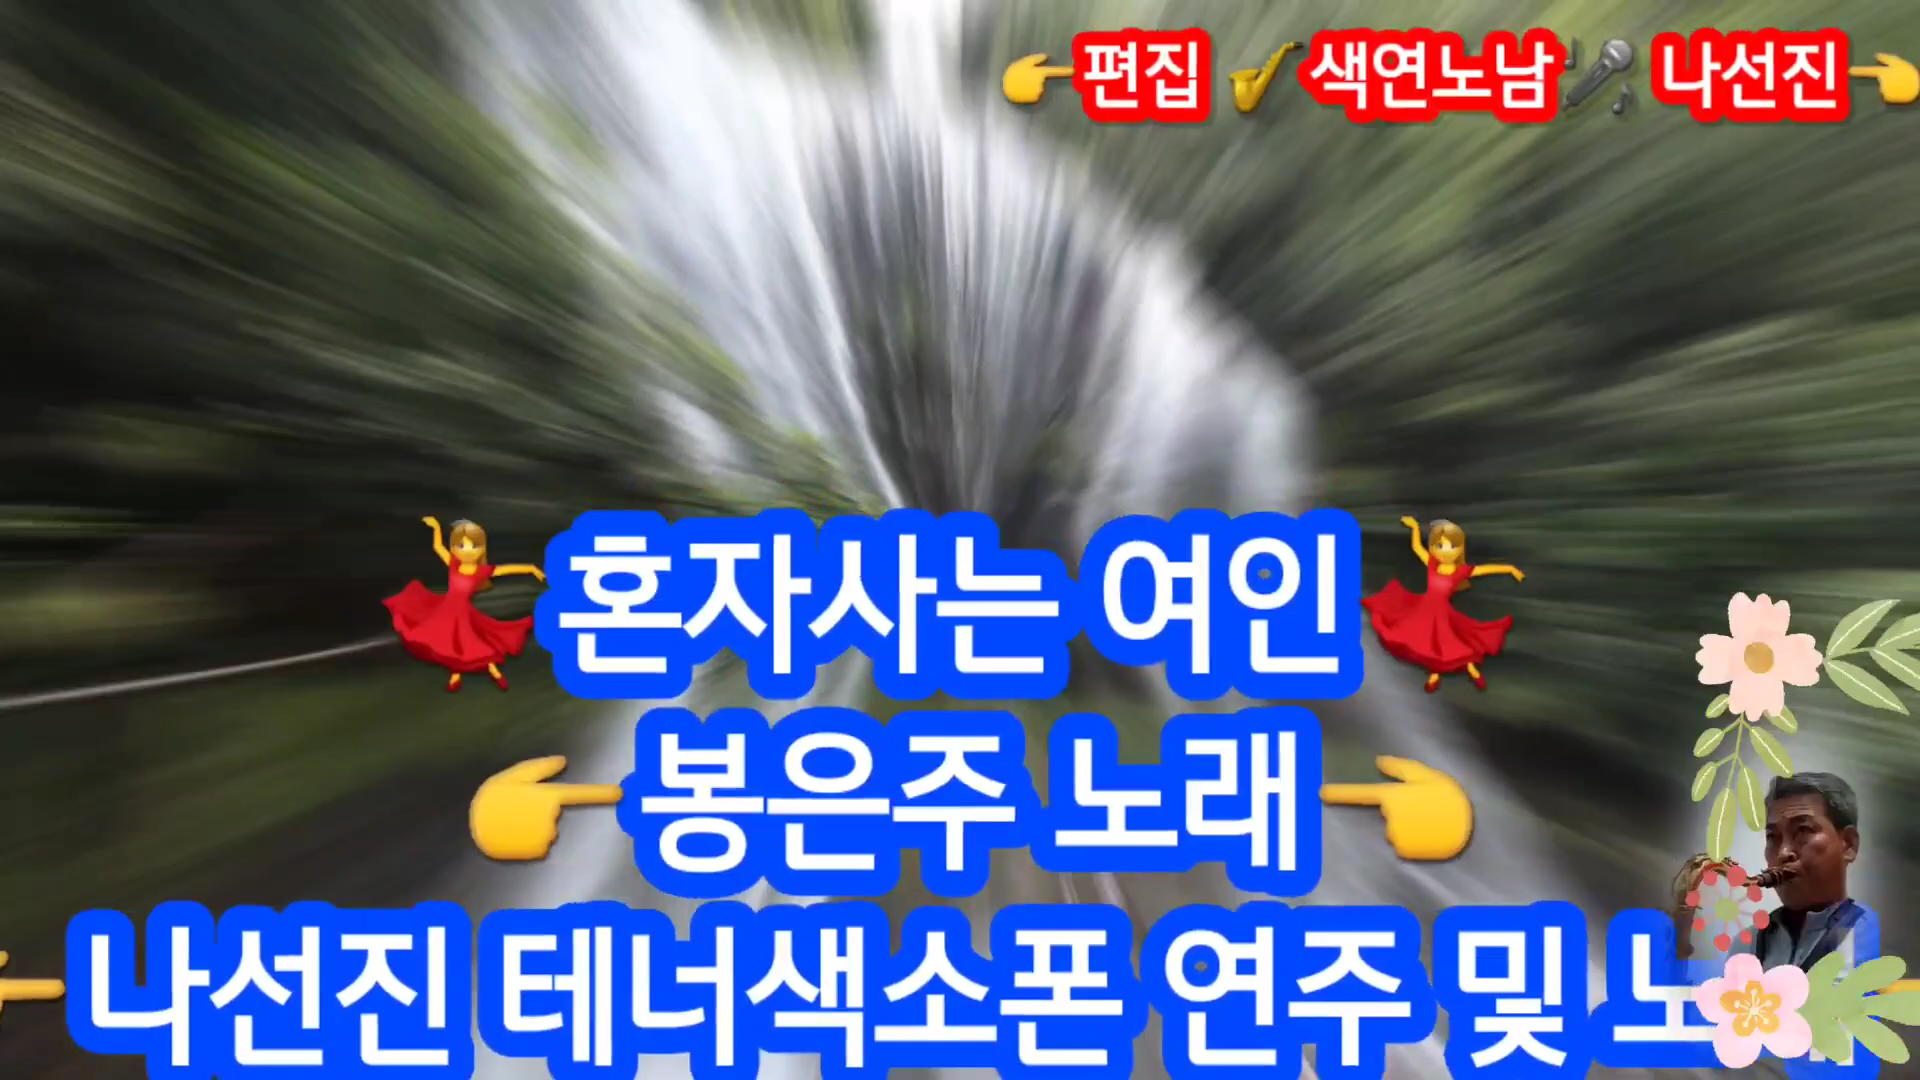 편집 색연노남 나선진
혼자사는 여인
봉은주 노래
나선진 테너색소폰 연주 및